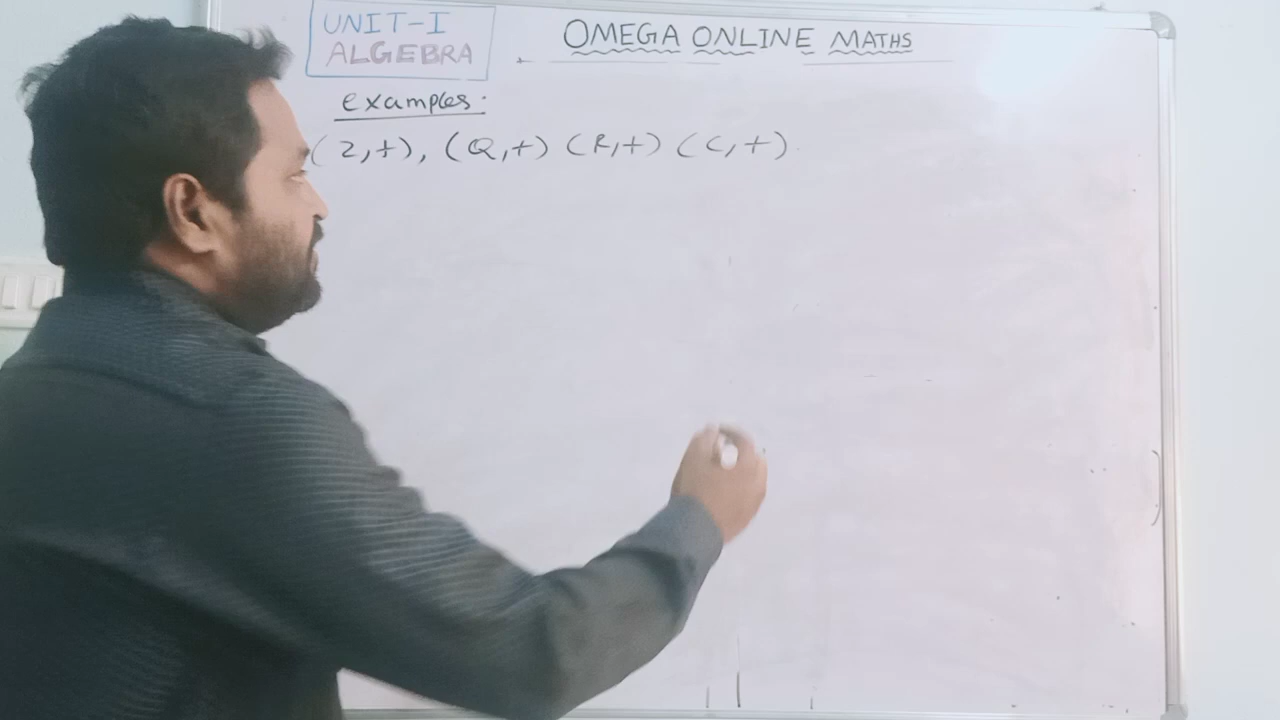 UNIT-I
ALGEBRA
OMEGA ONLINE MATHS
examples:
(Z,+), (Q,+) (R,+) (C,+)